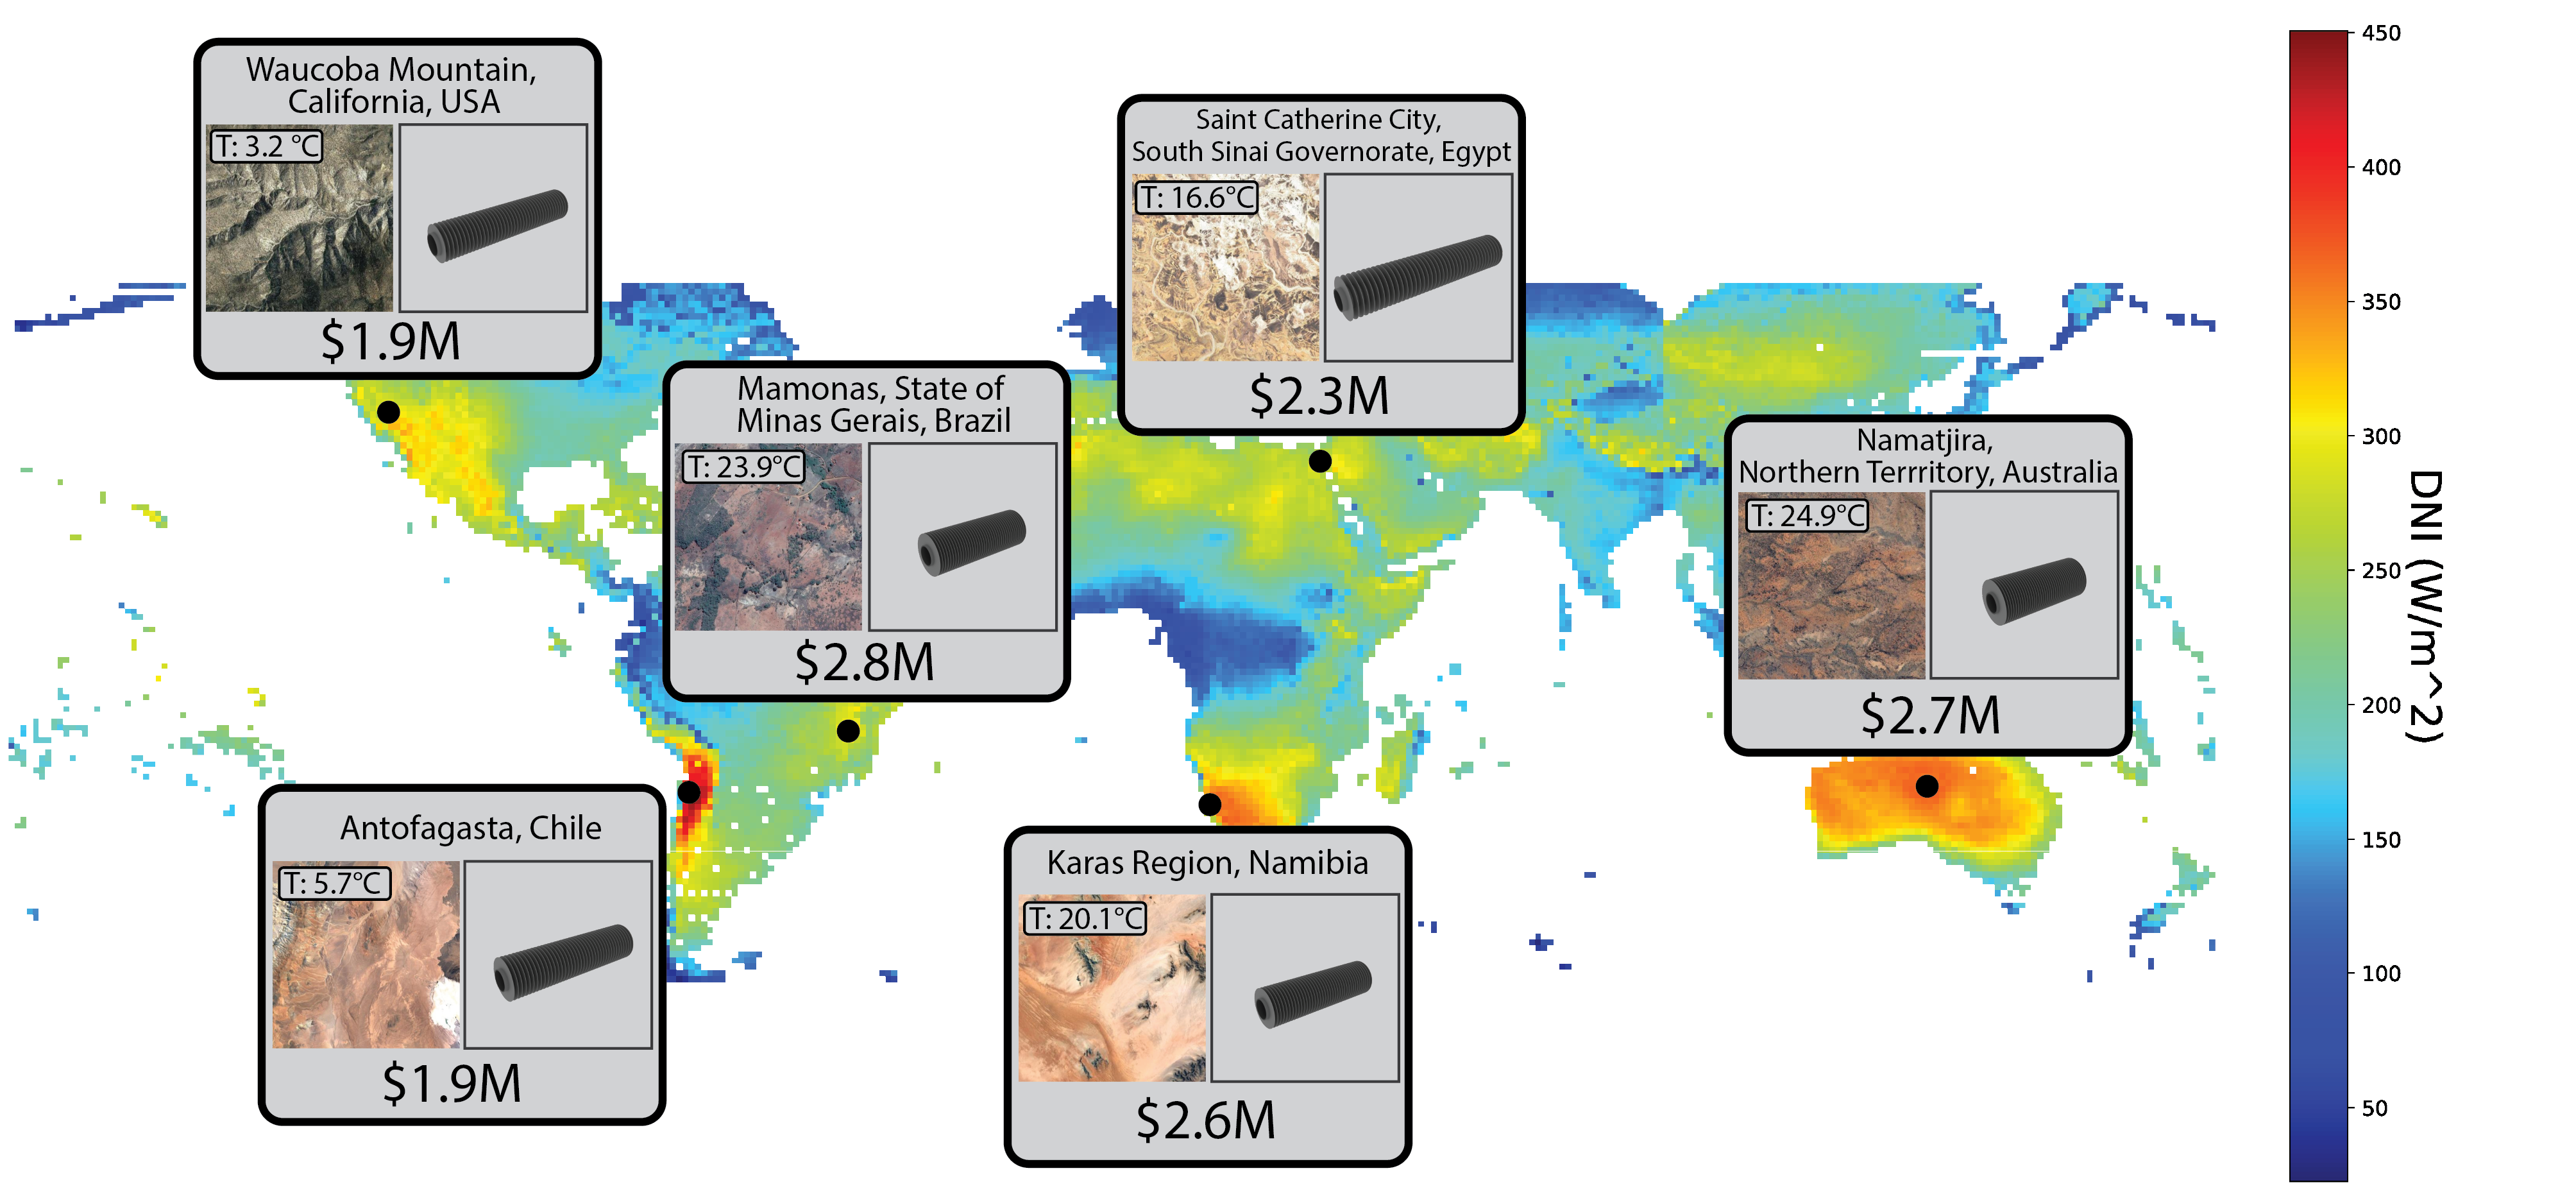 Waucoba Mountain,
California, USA
T: 3.2 °C
$1.9M
Saint Catherine City,
South Sinai Governorate, Egypt
T: 16.6°C
$2.3M
Mamonas, State of
Minas Gerais, Brazil
T: 23.9°C
$2.8M
Namatjira,
Northern Terrritory, Australia
T: 24.9°C
$2.7M
Antofagasta, Chile
T: 5.7°C
$1.9M
Karas Region, Namibia
T: 20.1°C
$2.6M
450
400
350
300
250
200
150
100
50
DNI (W/m^2)